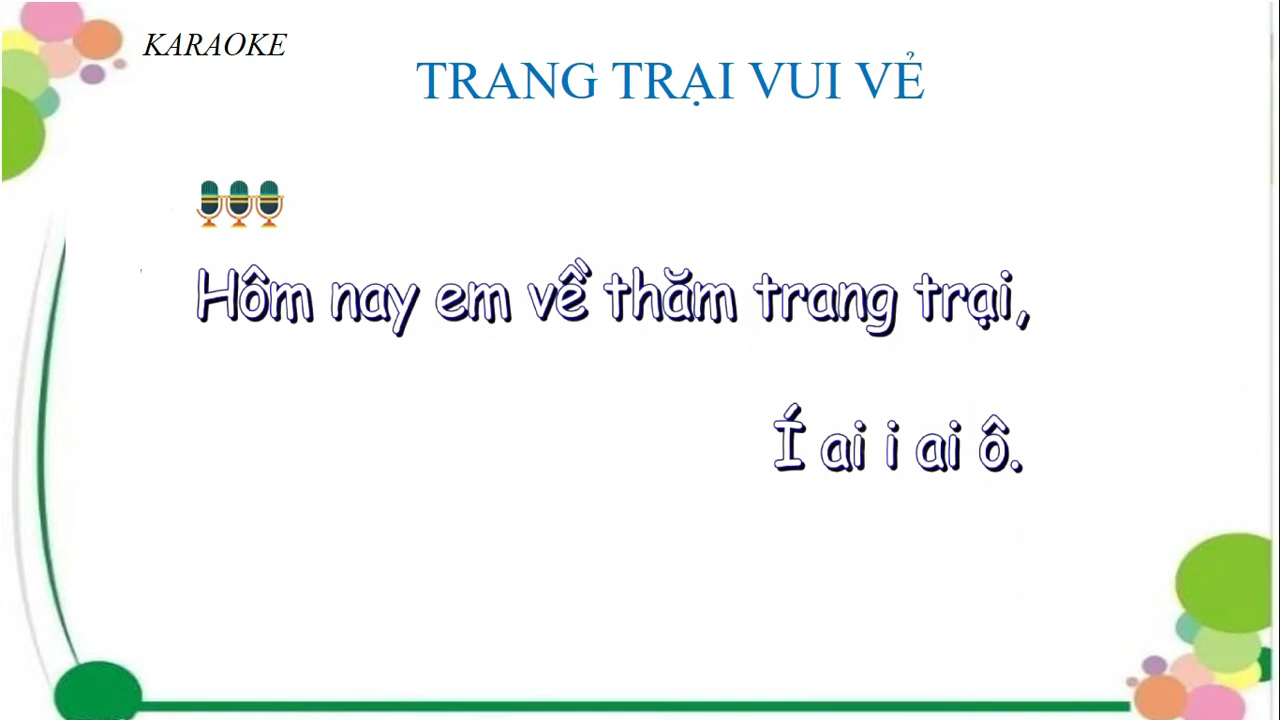 KARAOKE
TRANG TRẠI VUI VẺ
Hôm nay em về thăm trang trại,
Í ai i ai ô.